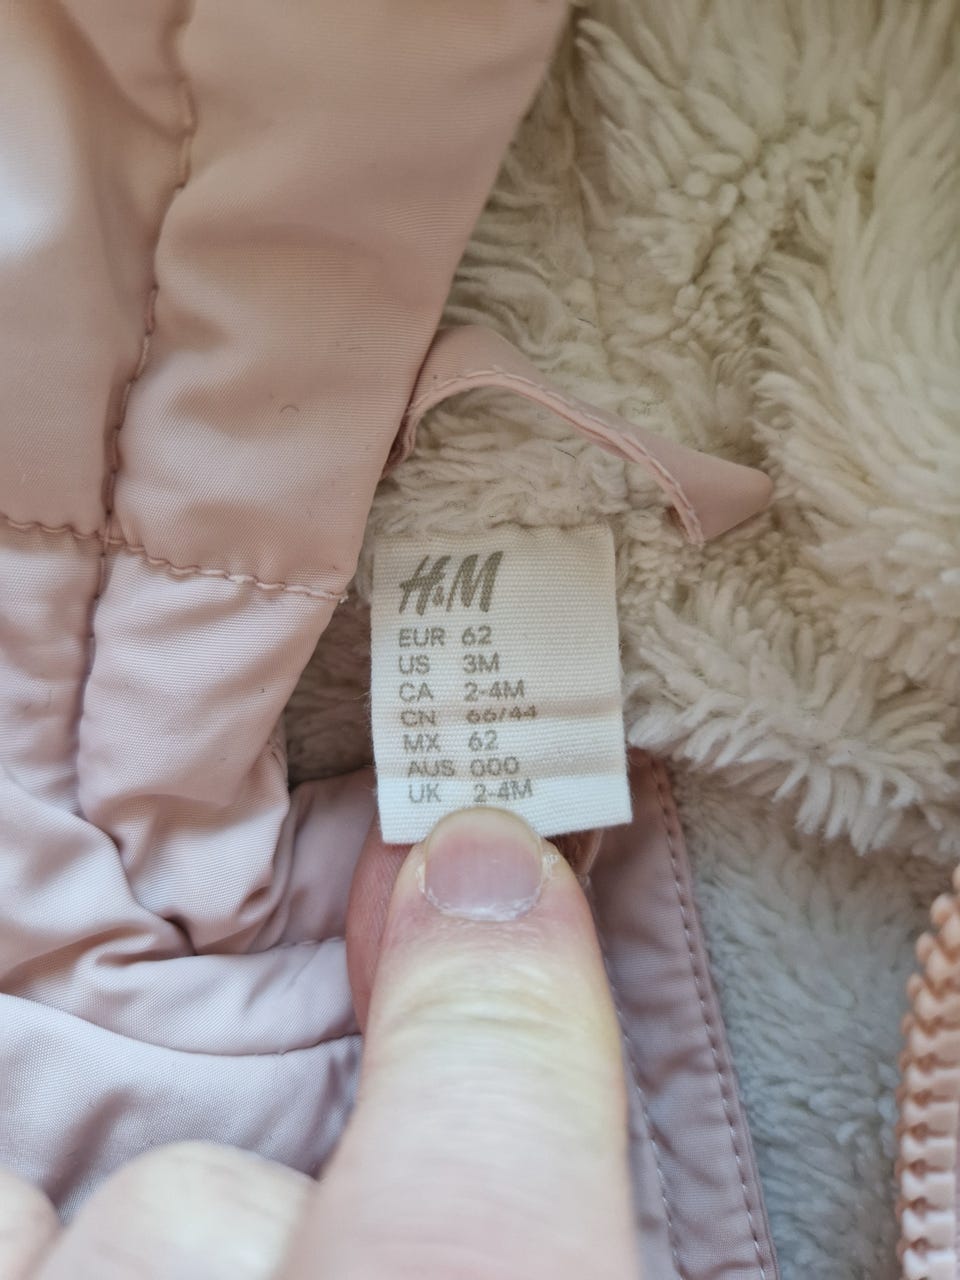 H&M
EUR 62
US 3M
CA 2-4M
CN 66/44
MX 62
AUS 000
UK 2-4M